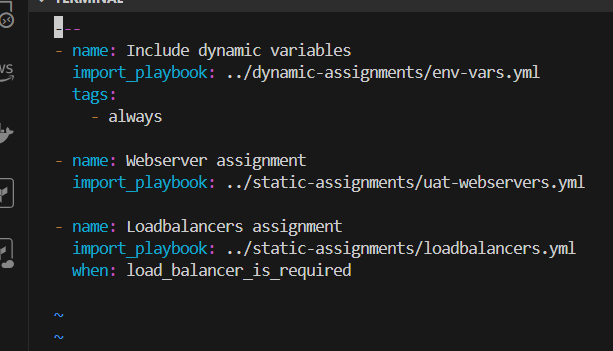 TERMINAL
---
- name: Include dynamic variables
  import_playbook: ../dynamic-assignments/env-vars.yml
  tags:
    - always
- name: Webserver assignment
  import_playbook: ../static-assignments/uat-webservers.yml
- name: Loadbalancers assignment
  import_playbook: ../static-assignments/loadbalancers.yml
  when: load_balancer_is_required
~
~